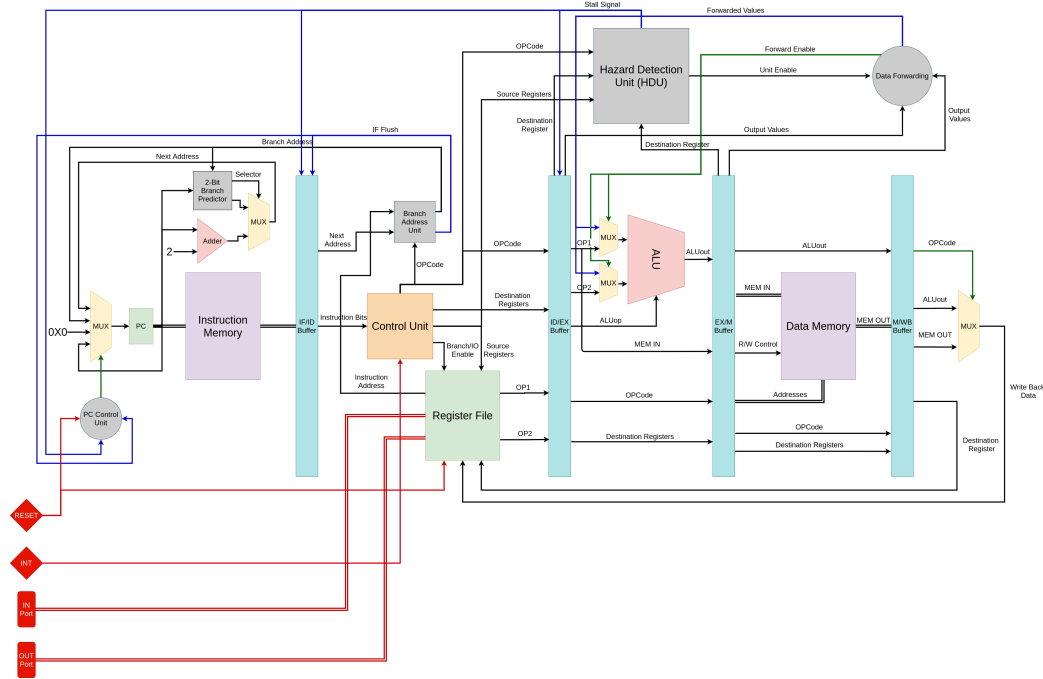 Stall Signal
Forwarded Values
OPCode
Forward Enable
Hazard Detection
Unit (HDU)
Unit Enable
Data Forwarding
Source Registers
Destination
Register
Output
Values
IF Flush
Output Values
Branch Address
Destination Register
Next Address
2-Bit
Branch
Predictor
Selector
MUX
Adder
2
Next
Address
Branch
Address
Unit
OPCode
OPCode
OP1
MUX
ALU
ALUout
ALUout
OPCode
OP2
MUX
MEM IN
Destination
Registers
ALUout
0X0
MUX
PC
Instruction
Memory
IF/ID
Buffer
Instruction Bits
Control Unit
ID/EX
Buffer
ALUop
EX/M
Buffer
Data Memory
MEM OUT
M/WB
Buffer
MEM OUT
MUX
Branch/IO
Enable
Source
Registers
MEM IN
R/W Control
Instruction
Address
OP1
OPCode
Addresses
Write Back
Data
PC Control
Unit
Register File
OP2
Destination Registers
OPCode
Destination Registers
Destination
Register
RESET
INT
IN
Port
OUT
Port